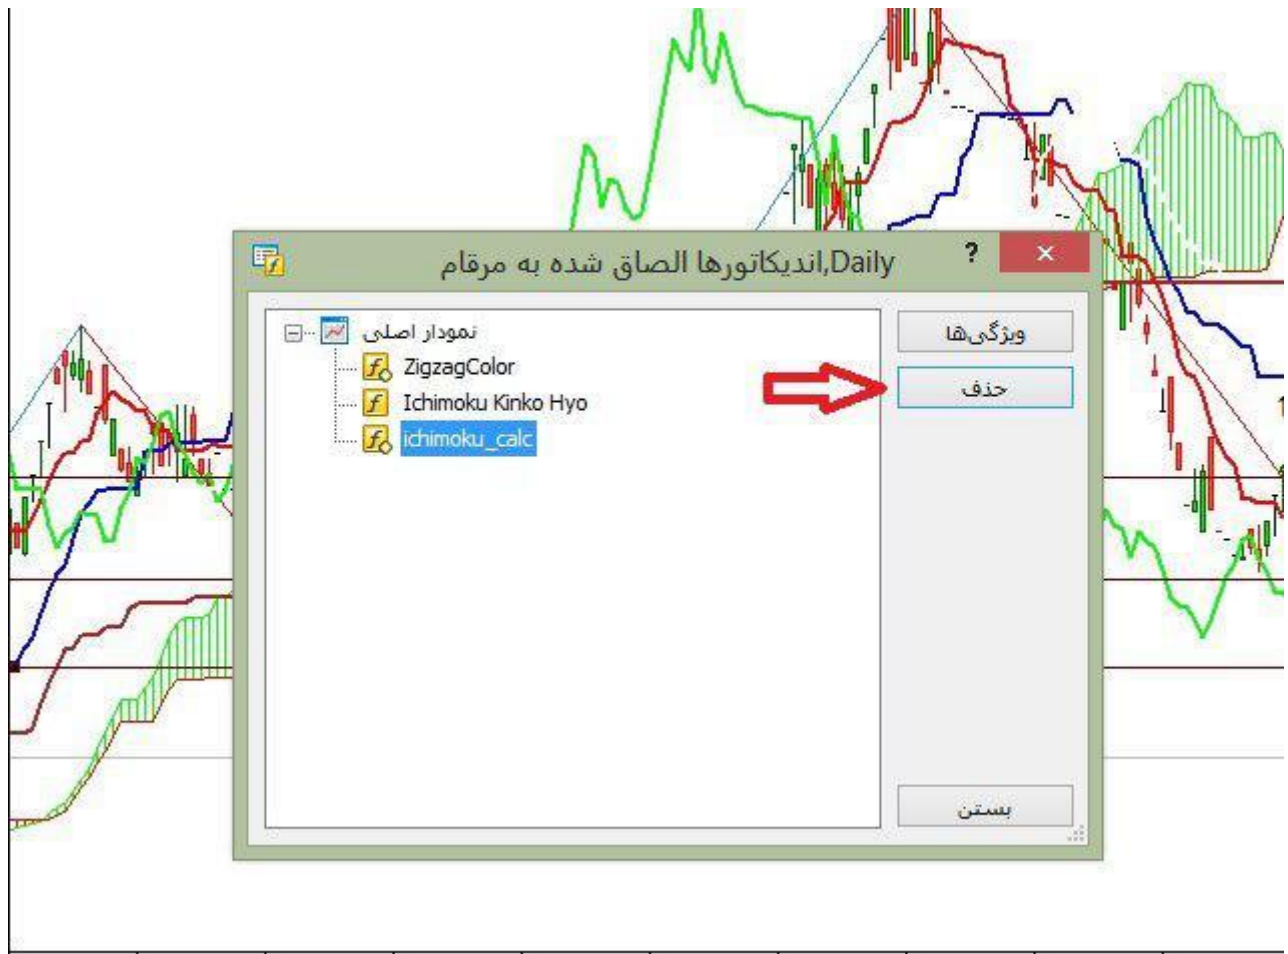 اندیکاتورها الصاق شده به مرقام,Daily
?
نمودار اصلی
ZigzagColor
Ichimoku Kinko Hyo
ichimoku_calc
ویژگی‌ها
حذف
بستن